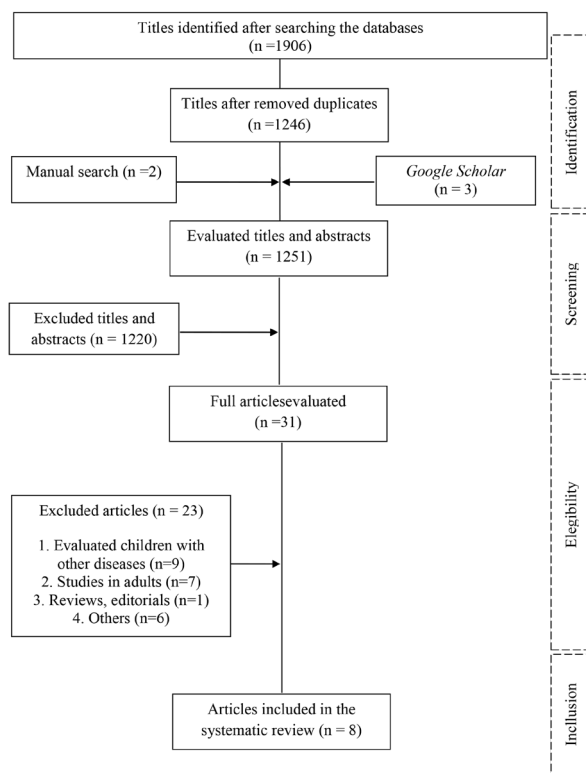 Titles identified after searching the databases
(n =1906)
Titles after removed duplicates
(n =1246)
Manual search (n =2)
Google Scholar
(n = 3)
Evaluated titles and abstracts
(n = 1251)
Excluded titles and
abstracts (n = 1220)
Full articlesevaluated
(n =31)
Excluded articles (n = 23)
1. Evaluated children with
other diseases (n=9)
2. Studies in adults (n=7)
3. Reviews, editorials (n=1)
4. Others (n=6)
Articles included in the
systematic review (n = 8)
Identification
Screening
Elegibility
Incllusion